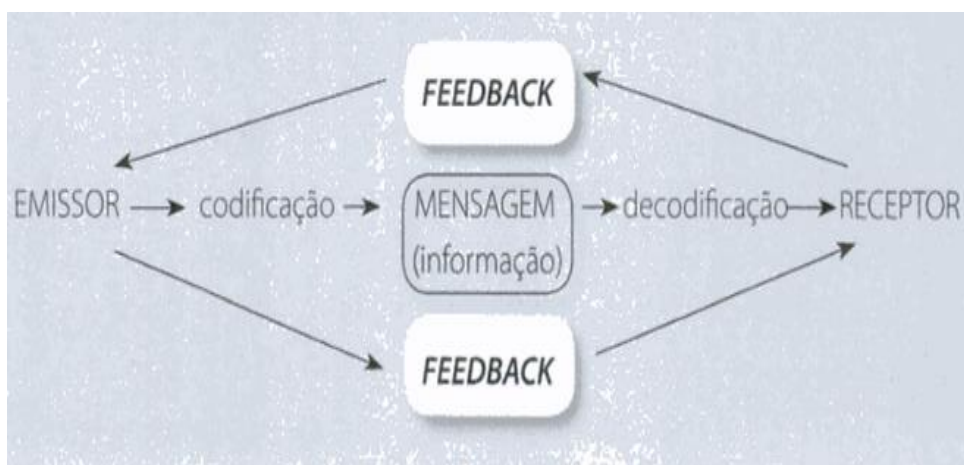 FEEDBACK
EMISSOR codificação MENSAGEM decodificação RECEPTOR
(informação)
FEEDBACK